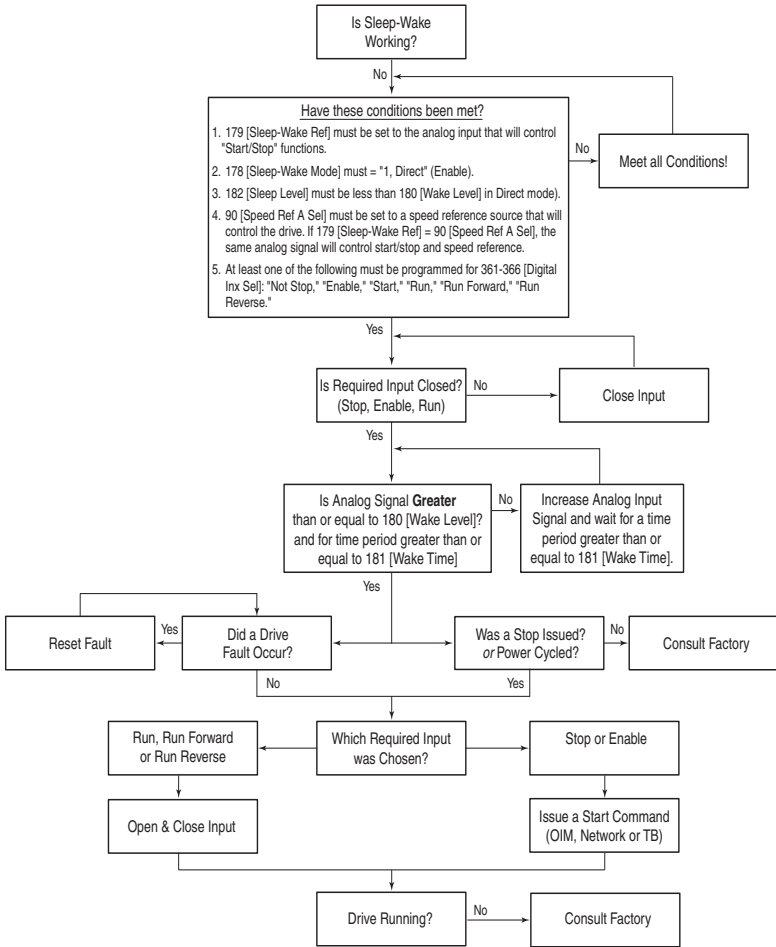 Is Sleep-Wake
Working?
No
Have these conditions been met?
1. 179 [Sleep-Wake Ref] must be set to the analog input that will control
"Start/Stop" functions.
2. 178 [Sleep-Wake Mode] must = "1, Direct" (Enable).
3. 182 [Sleep Level] must be less than 180 [Wake Level] in Direct mode).
4. 90 [Speed Ref A Sel] must be set to a speed reference source that will
control the drive. If 179 [Sleep-Wake Ref] = 90 [Speed Ref A Sel], the
same analog signal will control start/stop and speed reference.
5. At least one of the following must be programmed for 361-366 [Digital
Inx Sel]: "Not Stop," "Enable," "Start," "Run," "Run Forward," "Run
Reverse."
No
Meet all Conditions!
Yes
Is Required Input Closed?
(Stop, Enable, Run)
No
Close Input
Yes
Is Analog Signal Greater
than or equal to 180 [Wake Level]?
and for time period greater than or
equal to 181 [Wake Time]
No
Increase Analog Input
Signal and wait for a time
period greater than or
equal to 181 [Wake Time].
Yes
Reset Fault
Yes
Did a Drive
Fault Occur?
Was a Stop Issued?
or Power Cycled?
No
Consult Factory
No
Yes
Run, Run Forward
or Run Reverse
Which Required Input
was Chosen?
Stop or Enable
Open & Close Input
Issue a Start Command
(OIM, Network or TB)
Drive Running?
No
Consult Factory